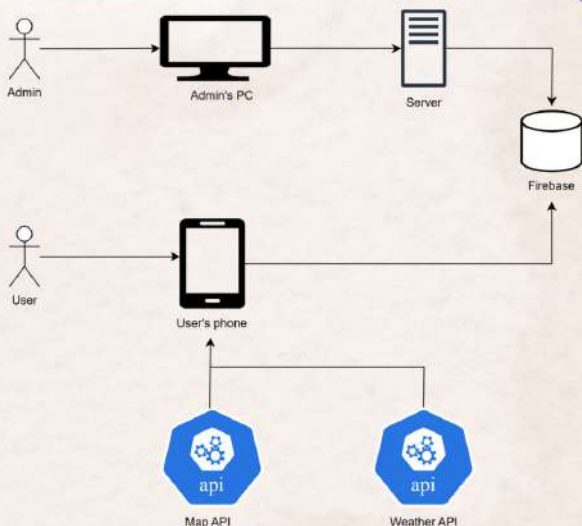 Admin
Admin's PC
Server
Firebase
User
User's phone
api
api
Map API
Weather API